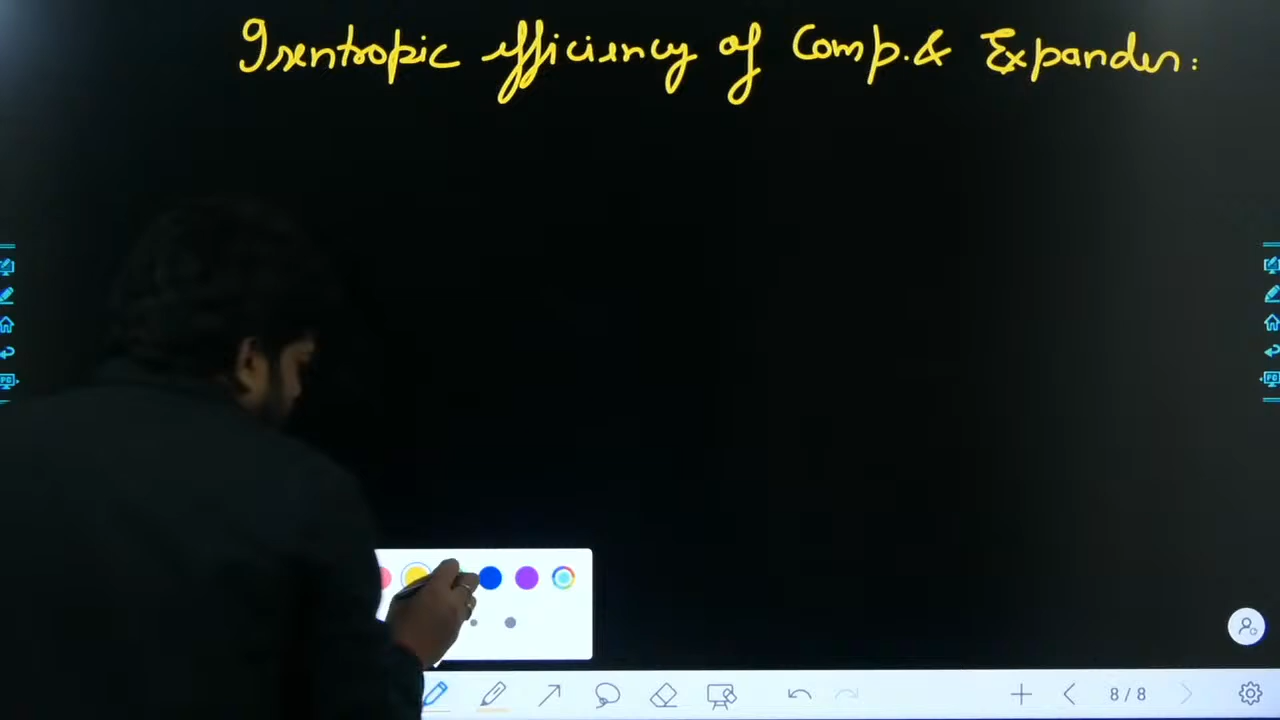 Isentropic efficiency of Comp. & Expander:
8 / 8